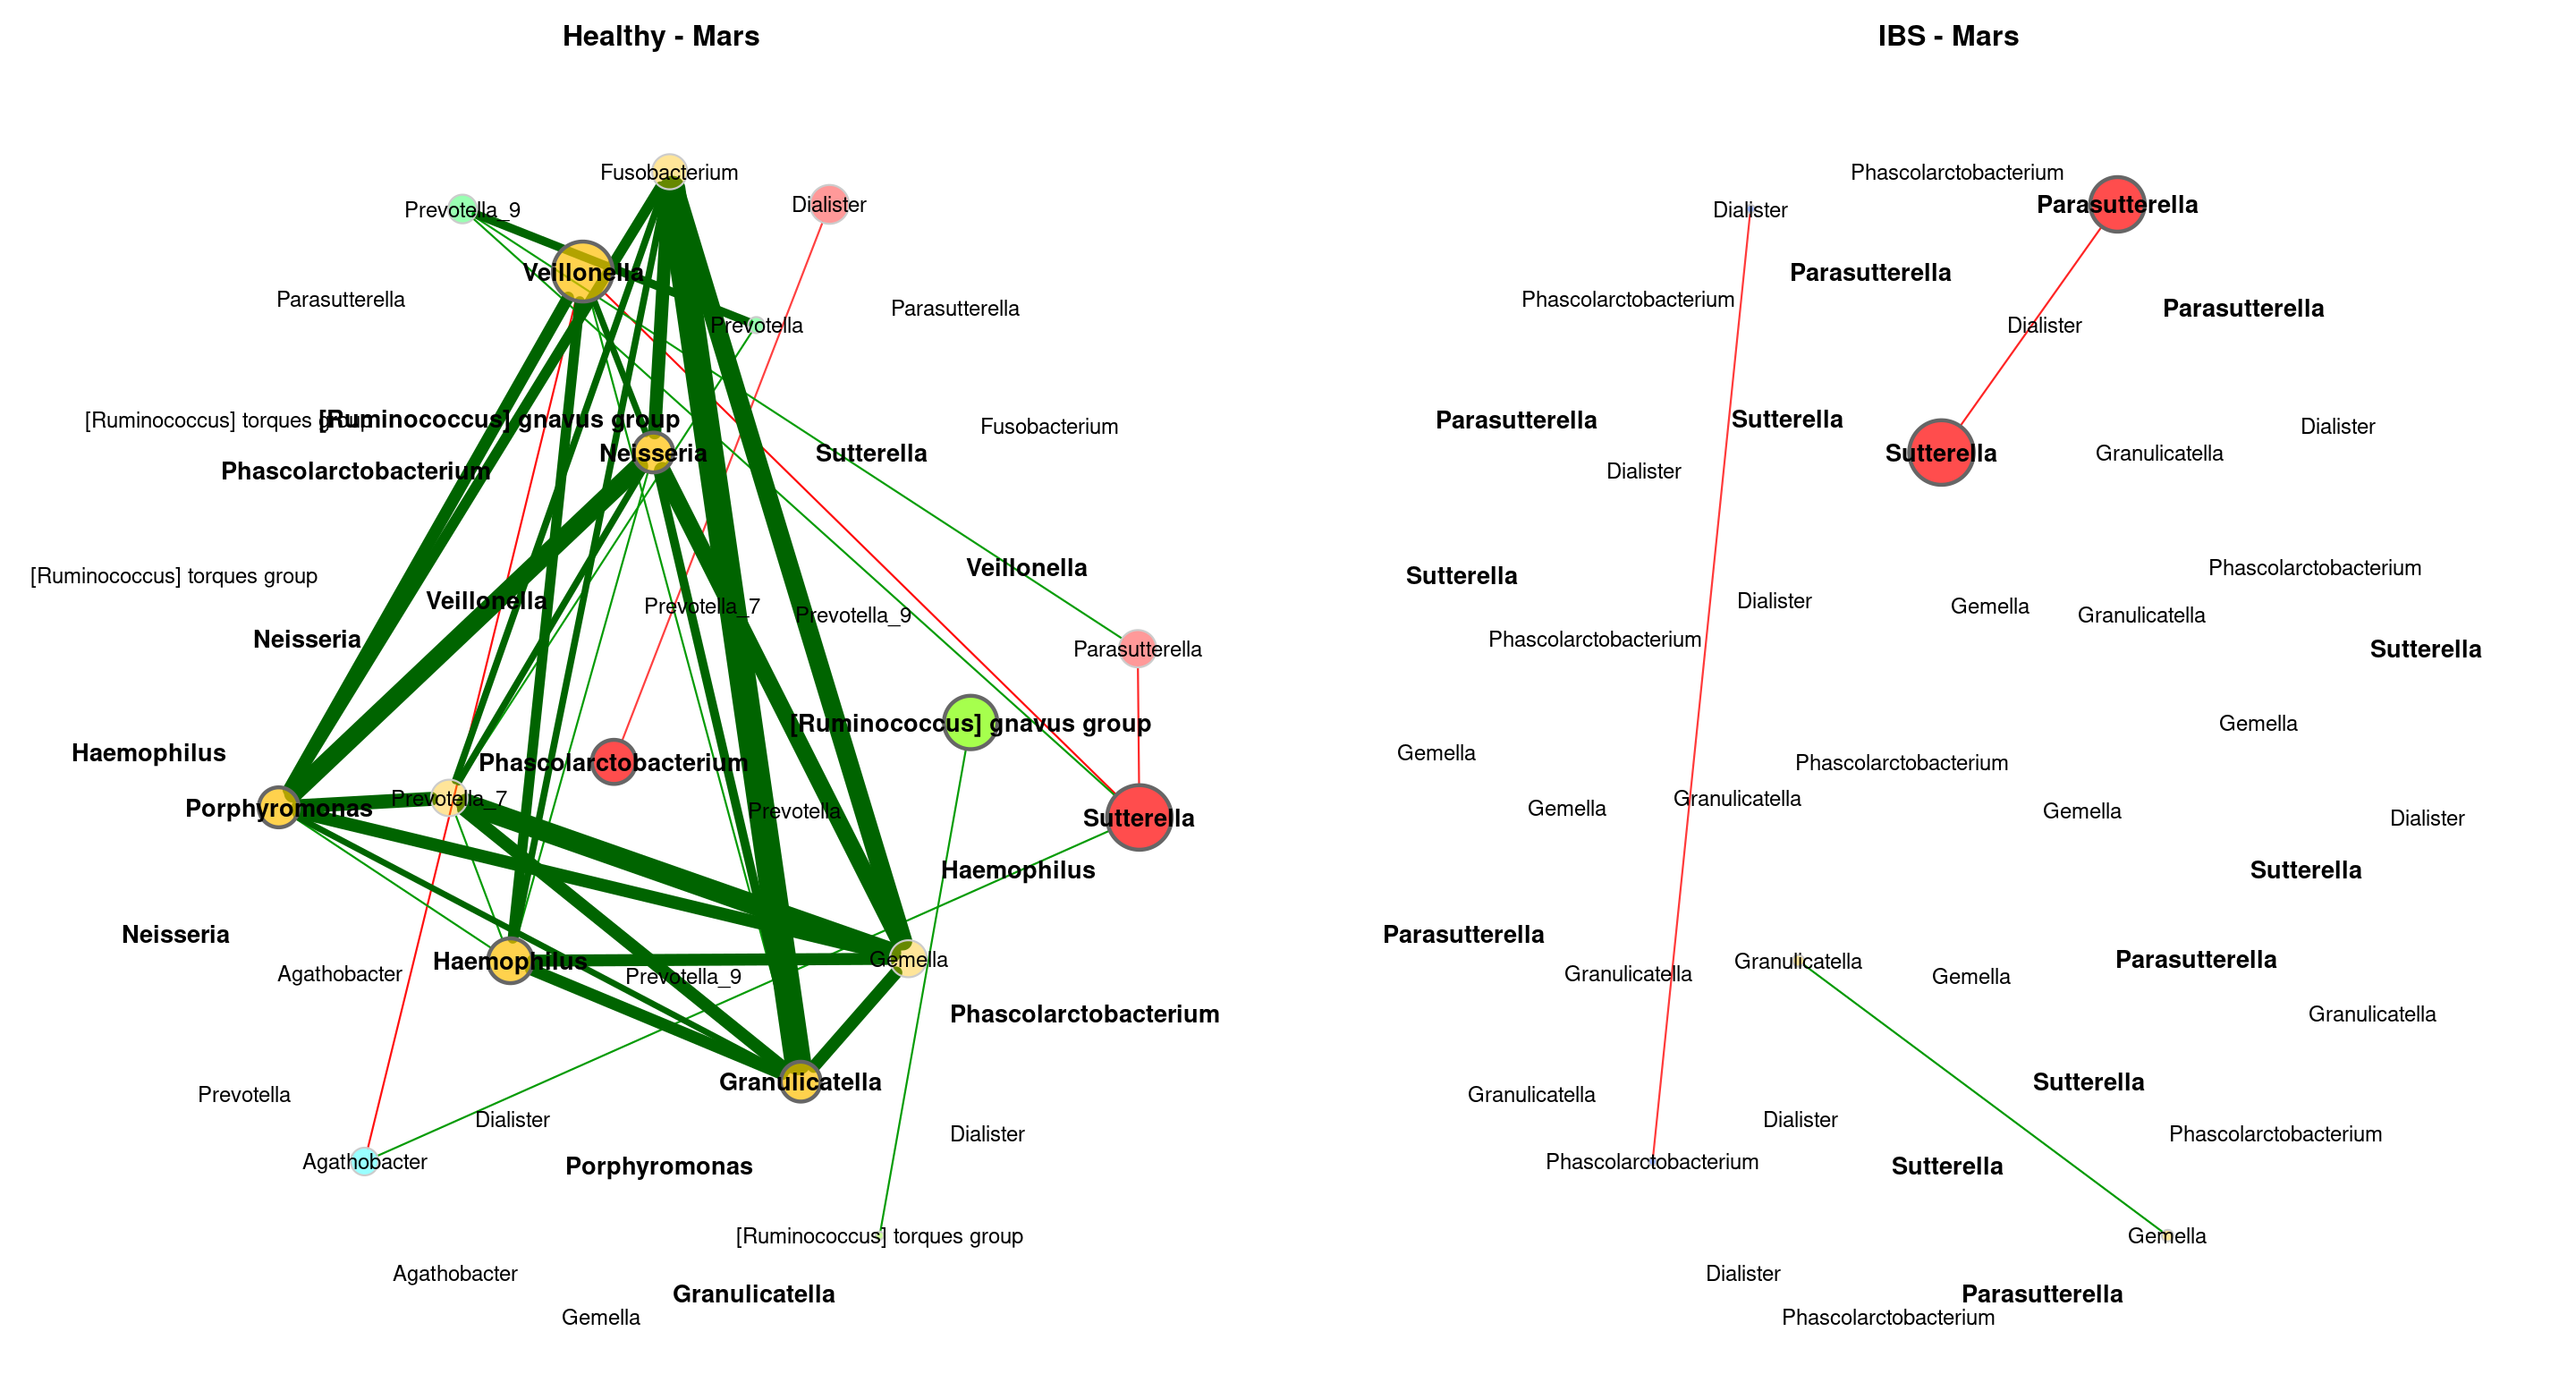 Healthy - Mars
Fusobacterium
Dialister
Prevotella_9
Veillonella
Parasutterella
Parasutterella
Prevotella
[Ruminococcus] torques group
[Ruminococcus] gnavus group
Fusobacterium
Neisseria
Sutterella
Phascolarctobacterium
Veillonella
[Ruminococcus] torques group
Veillonella
Prevotella_7
Prevotella_9
Neisseria
Parasutterella
[Ruminococcus] gnavus group
Haemophilus
Phascolarctobacterium
Prevotella_7
Porphyromonas
Prevotella
Sutterella
Haemophilus
Neisseria
Haemophilus
Gemella
Agathobacter
Prevotella_9
Phascolarctobacterium
Granulicatella
Prevotella
Dialister
Dialister
Agathobacter
Porphyromonas
[Ruminococcus] torques group
Agathobacter
Granulicatella
Gemella
IBS - Mars
Phascolarctobacterium
Parasutterella
Dialister
Parasutterella
Phascolarctobacterium
Parasutterella
Dialister
Parasutterella
Sutterella
Dialister
Sutterella
Granulicatella
Dialister
Phascolarctobacterium
Sutterella
Dialister
Gemella
Granulicatella
Phascolarctobacterium
Sutterella
Gemella
Gemella
Phascolarctobacterium
Granulicatella
Gemella
Gemella
Dialister
Sutterella
Parasutterella
Granulicatella
Parasutterella
Granulicatella
Gemella
Granulicatella
Sutterella
Granulicatella
Dialister
Phascolarctobacterium
Phascolarctobacterium
Sutterella
Gemella
Dialister
Parasutterella
Phascolarctobacterium